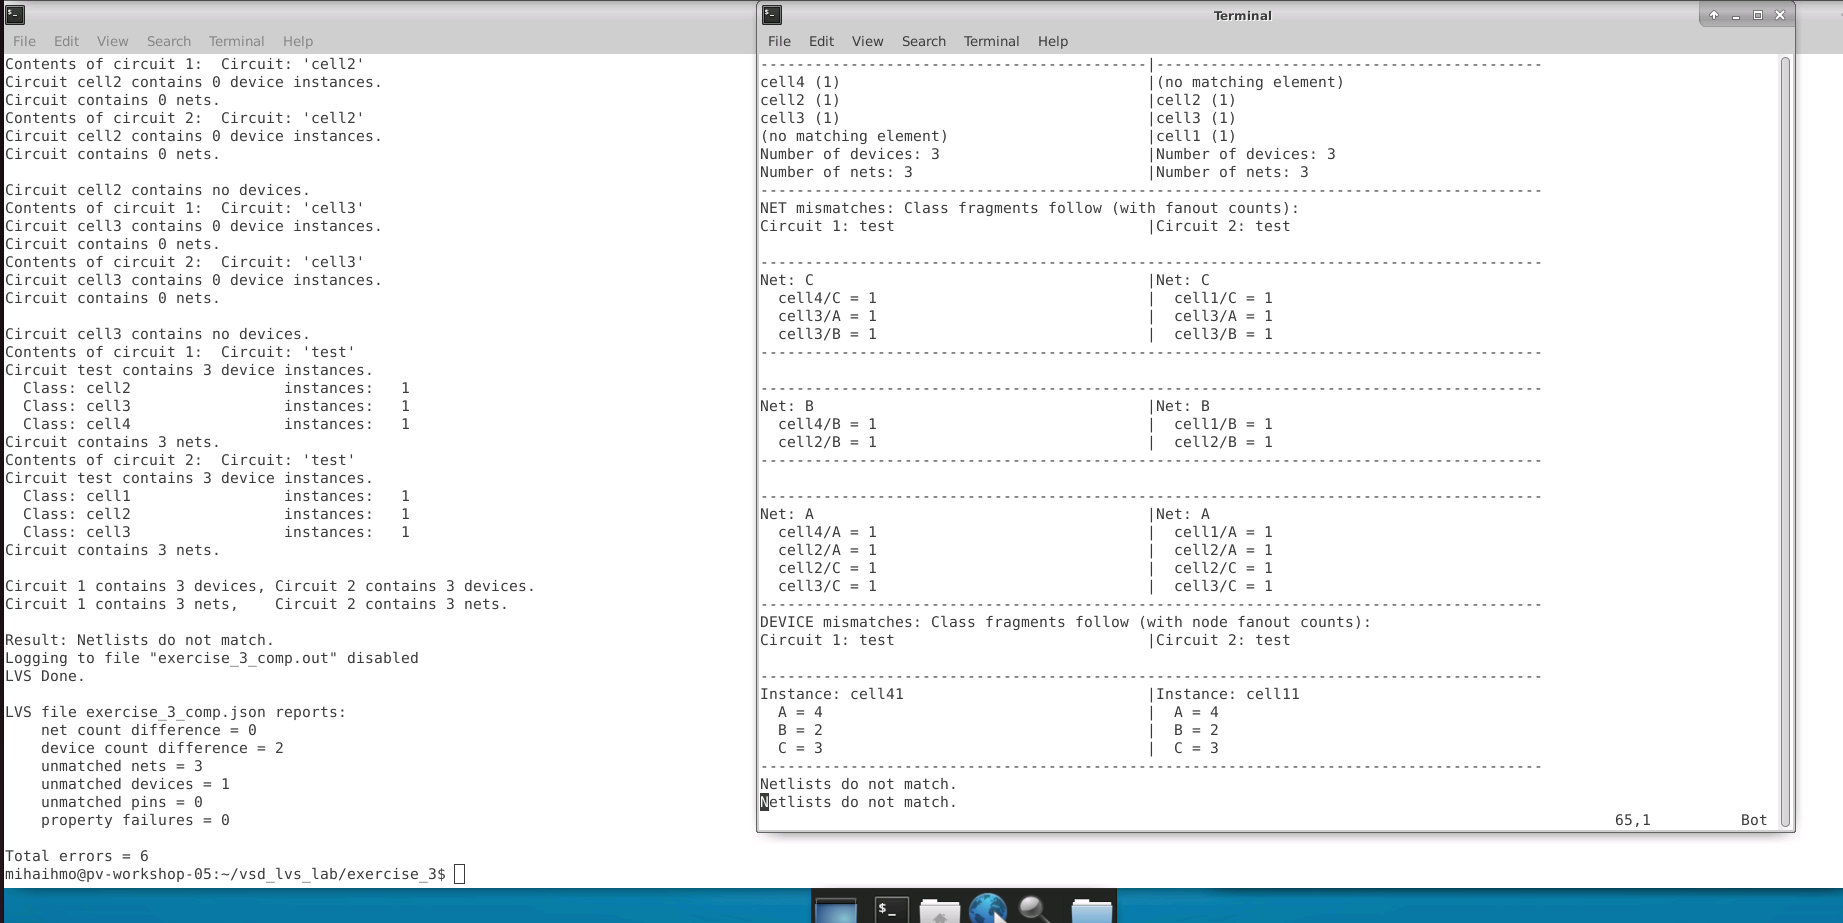 File Edit View Search Terminal Help
Contents of circuit 1:  Circuit: 'cell2'
Circuit cell2 contains 0 device instances.
Circuit contains 0 nets.
Contents of circuit 2:  Circuit: 'cell2'
Circuit cell2 contains 0 device instances.
Circuit contains 0 nets.

Circuit cell2 contains no devices.
Contents of circuit 1:  Circuit: 'cell3'
Circuit cell3 contains 0 device instances.
Circuit contains 0 nets.
Contents of circuit 2:  Circuit: 'cell3'
Circuit cell3 contains 0 device instances.
Circuit contains 0 nets.

Circuit cell3 contains no devices.
Contents of circuit 1:  Circuit: 'test'
Circuit test contains 3 device instances.
  Class: cell2                 instances:   1
  Class: cell3                 instances:   1
  Class: cell4                 instances:   1
Circuit contains 3 nets.
Contents of circuit 2:  Circuit: 'test'
Circuit test contains 3 device instances.
  Class: cell1                 instances:   1
  Class: cell2                 instances:   1
  Class: cell3                 instances:   1
Circuit contains 3 nets.

Circuit 1 contains 3 devices, Circuit 2 contains 3 devices.
Circuit 1 contains 3 nets,    Circuit 2 contains 3 nets.

Result: Netlists do not match.
Logging to file "exercise_3_comp.out" disabled
LVS Done.

LVS file exercise_3_comp.json reports:
    net count difference = 0
    device count difference = 2
    unmatched nets = 3
    unmatched devices = 1
    unmatched pins = 0
    property failures = 0

Total errors = 6
mihaihmo@pv-workshop-05:~/vsd_lvs_lab/exercise_3$
Terminal
File Edit View Search Terminal Help
-------------------------------------------|-------------------------------------------
cell4 (1)                                  |(no matching element)
cell2 (1)                                  |cell2 (1)
cell3 (1)                                  |cell3 (1)
(no matching element)                      |cell1 (1)
Number of devices: 3                       |Number of devices: 3
Number of nets: 3                          |Number of nets: 3
---------------------------------------------------------------------------------------
NET mismatches: Class fragments follow (with fanout counts):
Circuit 1: test                            |Circuit 2: test

---------------------------------------------------------------------------------------
Net: C                                     |Net: C
  cell4/C = 1                              |  cell1/C = 1
  cell3/A = 1                              |  cell3/A = 1
  cell3/B = 1                              |  cell3/B = 1
---------------------------------------------------------------------------------------

---------------------------------------------------------------------------------------
Net: B                                     |Net: B
  cell4/B = 1                              |  cell1/B = 1
  cell2/B = 1                              |  cell2/B = 1
---------------------------------------------------------------------------------------

---------------------------------------------------------------------------------------
Net: A                                     |Net: A
  cell4/A = 1                              |  cell1/A = 1
  cell2/A = 1                              |  cell2/A = 1
  cell2/C = 1                              |  cell2/C = 1
  cell3/C = 1                              |  cell3/C = 1
---------------------------------------------------------------------------------------
DEVICE mismatches: Class fragments follow (with node fanout counts):
Circuit 1: test                            |Circuit 2: test

---------------------------------------------------------------------------------------
Instance: cell41                           |Instance: cell11
  A = 4                                    |  A = 4
  B = 2                                    |  B = 2
  C = 3                                    |  C = 3
---------------------------------------------------------------------------------------
Netlists do not match.
Netlists do not match.
65,1          Bot